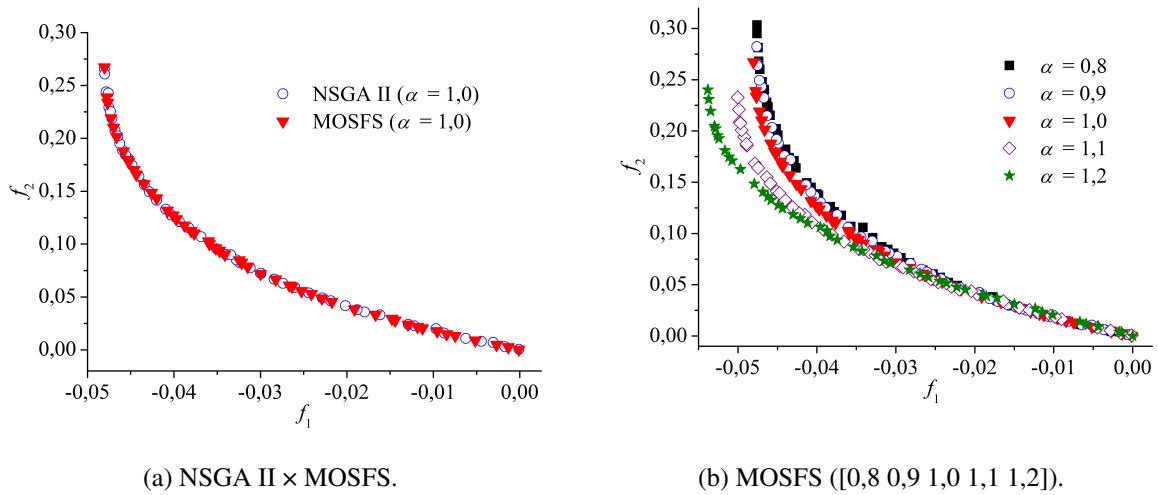 0,30
0,25
0,20
0,15
0,10
0,05
0,00
f2
-0,05 -0,04 -0,03 -0,02 -0,01 0,00
f1
NSGA II (α = 1,0)
MOSFS (α = 1,0)
(a) NSGA II × MOSFS.
0,30
0,25
0,20
0,15
0,10
0,05
0,00
f2
-0,05 -0,04 -0,03 -0,02 -0,01 0,00
f1
α = 0,8
α = 0,9
α = 1,0
α = 1,1
α = 1,2
(b) MOSFS ([0,8 0,9 1,0 1,1 1,2]).